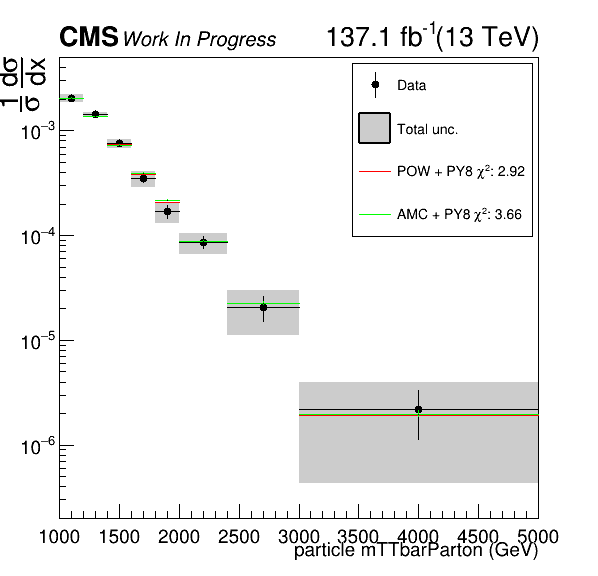 CMS Work In Progress 137.1 fb⁻¹(13 TeV)
1/σ dσ/dx
Data
Total unc.
POW + PY8 χ²: 2.92
AMC + PY8 χ²: 3.66
10⁻³
10⁻⁴
10⁻⁵
10⁻⁶
1000 1500 2000 2500 3000 3500 4000 4500 5000
particle mTTbarParton (GeV)